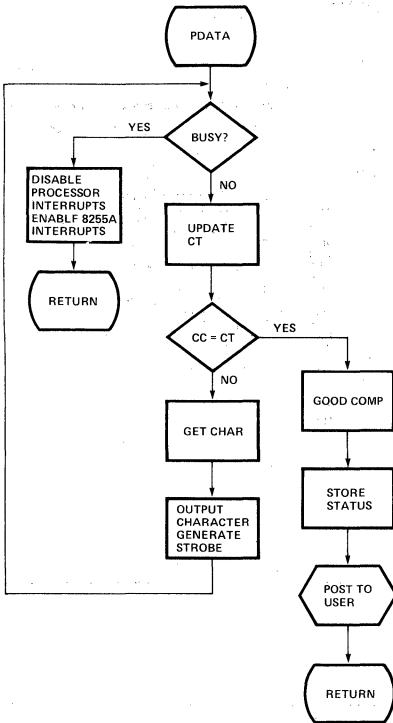 PDATA
BUSY?
YES
NO
DISABLE
PROCESSOR
INTERRUPTS
ENABLF 8255A
INTERRUPTS
RETURN
UPDATE
CT
CC = CT
YES
NO
GET CHAR
OUTPUT
CHARACTER
GENERATE
STROBE
GOOD COMP
STORE
STATUS
POST TO
USER
RETURN